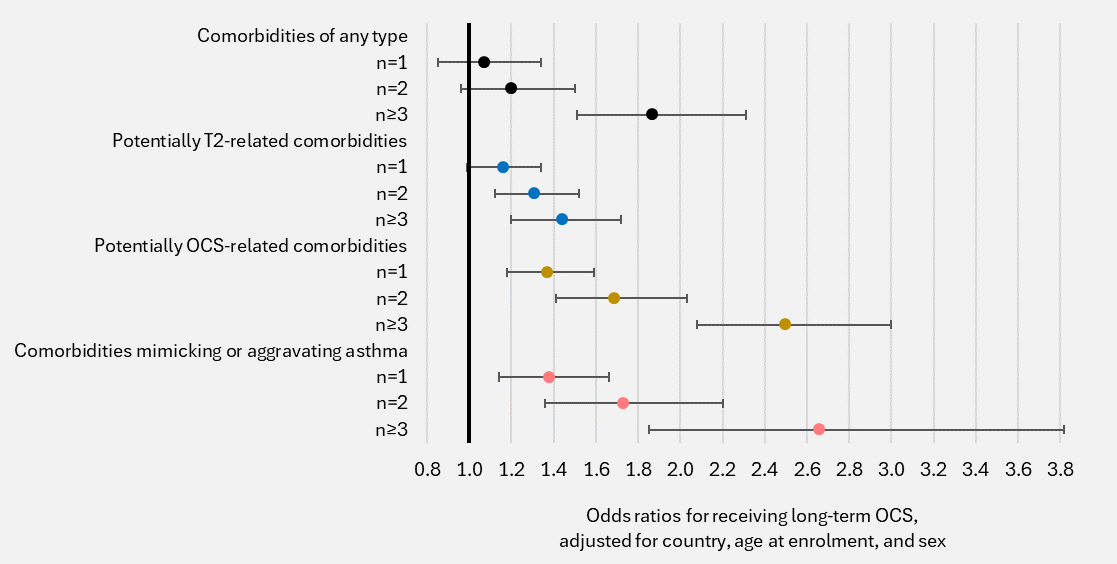 Comorbidities of any type
n=1
n=2
n≥3
Potentially T2-related comorbidities
n=1
n=2
n≥3
Potentially OCS-related comorbidities
n=1
n=2
n≥3
Comorbidities mimicking or aggravating asthma
n=1
n=2
n≥3
0.8 1.0 1.2 1.4 1.6 1.8 2.0 2.2 2.4 2.6 2.8 3.0 3.2 3.4 3.6 3.8
Odds ratios for receiving long-term OCS,
adjusted for country, age at enrolment, and sex